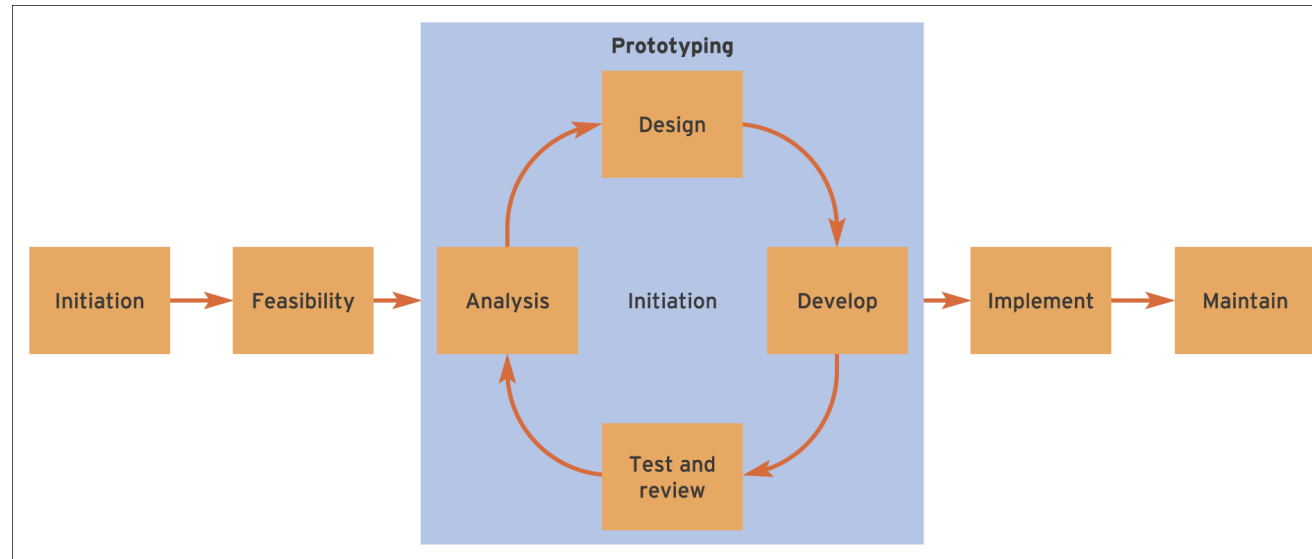 Prototyping
Design
Initiation
Feasibility
Analysis
Initiation
Develop
Implement
Maintain
Test and
review